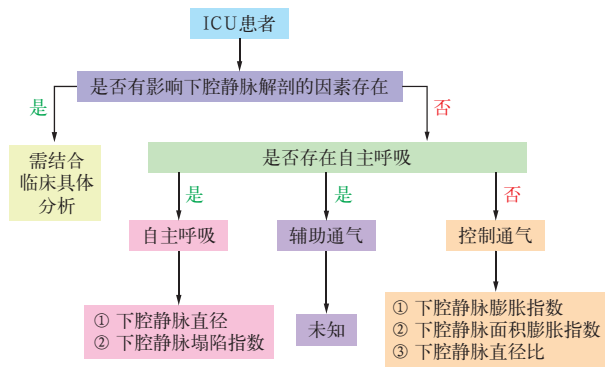 ICU患者
是否有影响下腔静脉解剖的因素存在
是
否
需结合
临床具体
分析
是否存在自主呼吸
是
是
否
自主呼吸
辅助通气
控制通气
① 下腔静脉直径
② 下腔静脉塌陷指数
未知
① 下腔静脉膨胀指数
② 下腔静脉面积膨胀指数
③ 下腔静脉直径比